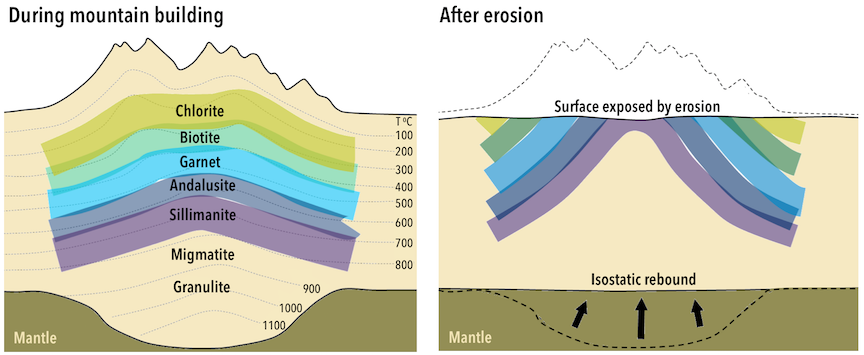 During mountain building
Chlorite
Biotite
Garnet
Andalusite
Sillimanite
Migmatite
Granulite
T ºC
100
200
300
400
500
600
700
800
900
1000
1100
Mantle
After erosion
Surface exposed by erosion
Isostatic rebound
Mantle